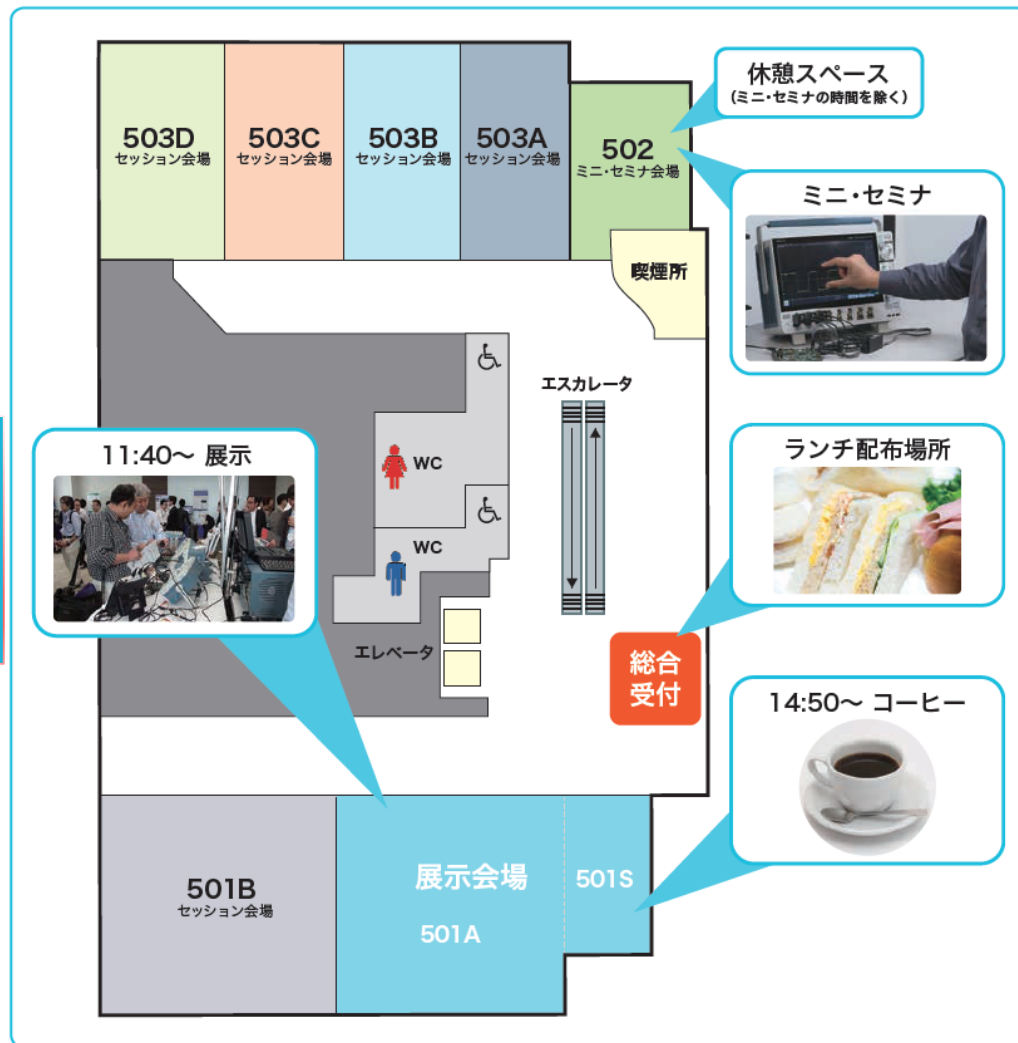 休憩スペース
(ミニ・セミナの時間を除く)
503D
セッション会場
503C
セッション会場
503B
セッション会場
503A
セッション会場
502
ミニ・セミナ会場
ミニ・セミナ
喫煙所
エスカレータ
WC
WC
エレベータ
11:40～ 展示
ランチ配布場所
総合
受付
14:50～ コーヒー
501B
セッション会場
展示会場
501A
501S